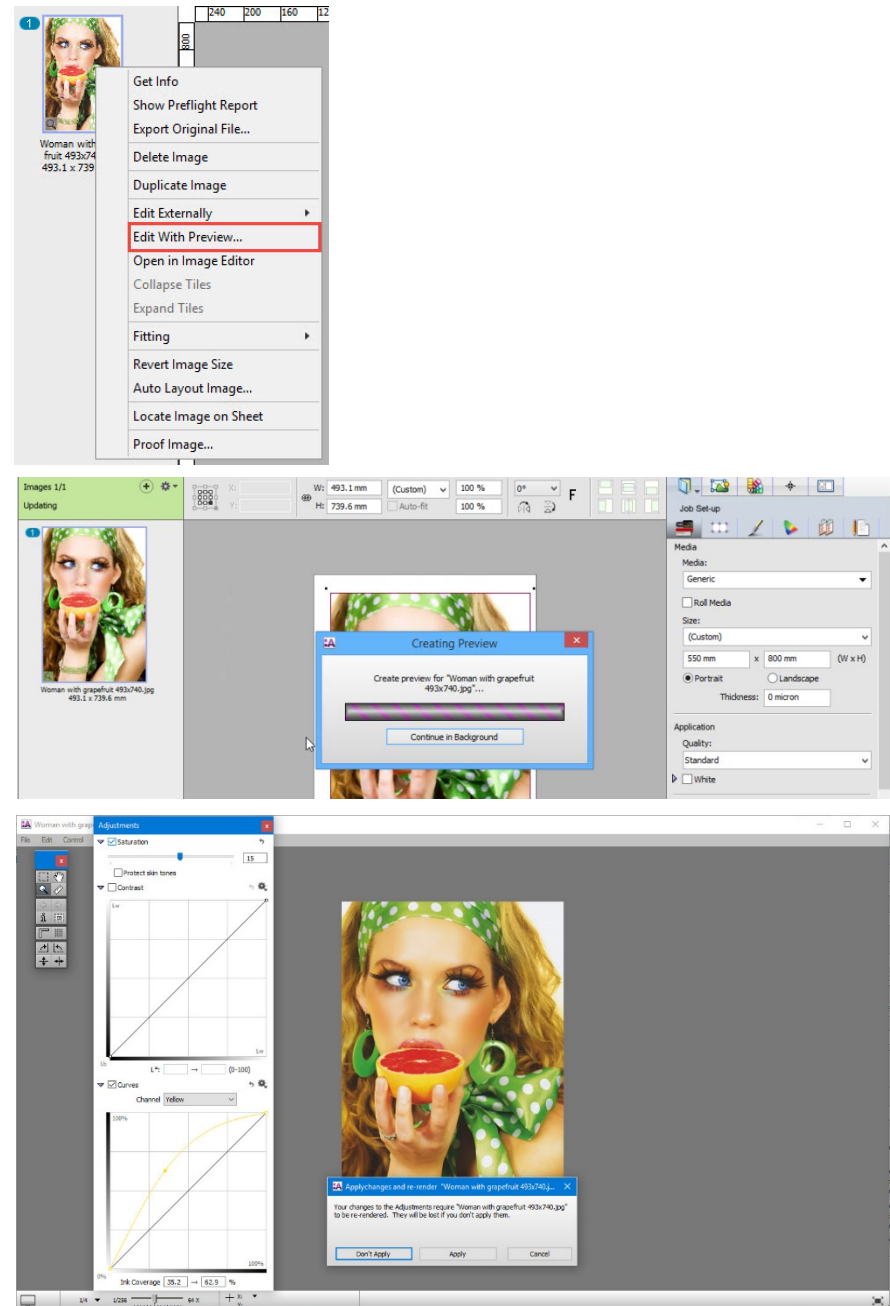 240 200 160 12
1
800
Get Info
Show Preflight Report
Export Original File...
Woman with
fruit 493x74
493.1 x 739
Delete Image
Duplicate Image
Edit Externally
Edit With Preview...
Open in Image Editor
Collapse Tiles
Expand Tiles
Fitting
Revert Image Size
Auto Layout Image...
Locate Image on Sheet
Proof Image...
Images 1/1
Updating
X:
Y:
W: 493.1 mm (Custom) 100 % 0°
H: 739.6 mm Auto-fit 100 % F
Job Set-up
1
Media
Media:
Generic
Roll Media
Size:
(Custom)
550 mm x 800 mm (W x H)
Portrait Landscape
Thickness: 0 micron
Application
Quality:
Standard
White
Creating Preview
Create preview for "Woman with grapefruit
493x740.jpg"...
Continue in Background
Woman with grapefruit 493x740.jpg
493.1 x 739.6 mm
Woman with grap
File Edit Control
Adjustments
Saturation
15
Protect skin tones
Contrast
L*: → (0-100)
Curves
Channel Yellow
100%
100%
0%
Ink Coverage 35.2 → 62.9 %
Applychanges and re-render "Woman with grapefruit 493x740.j...
Your changes to the Adjustments require "Woman with grapefruit 493x740.jpg"
to be re-rendered. They will be lost if you don't apply them.
Don't Apply Apply Cancel
1/4 1/256 64 X